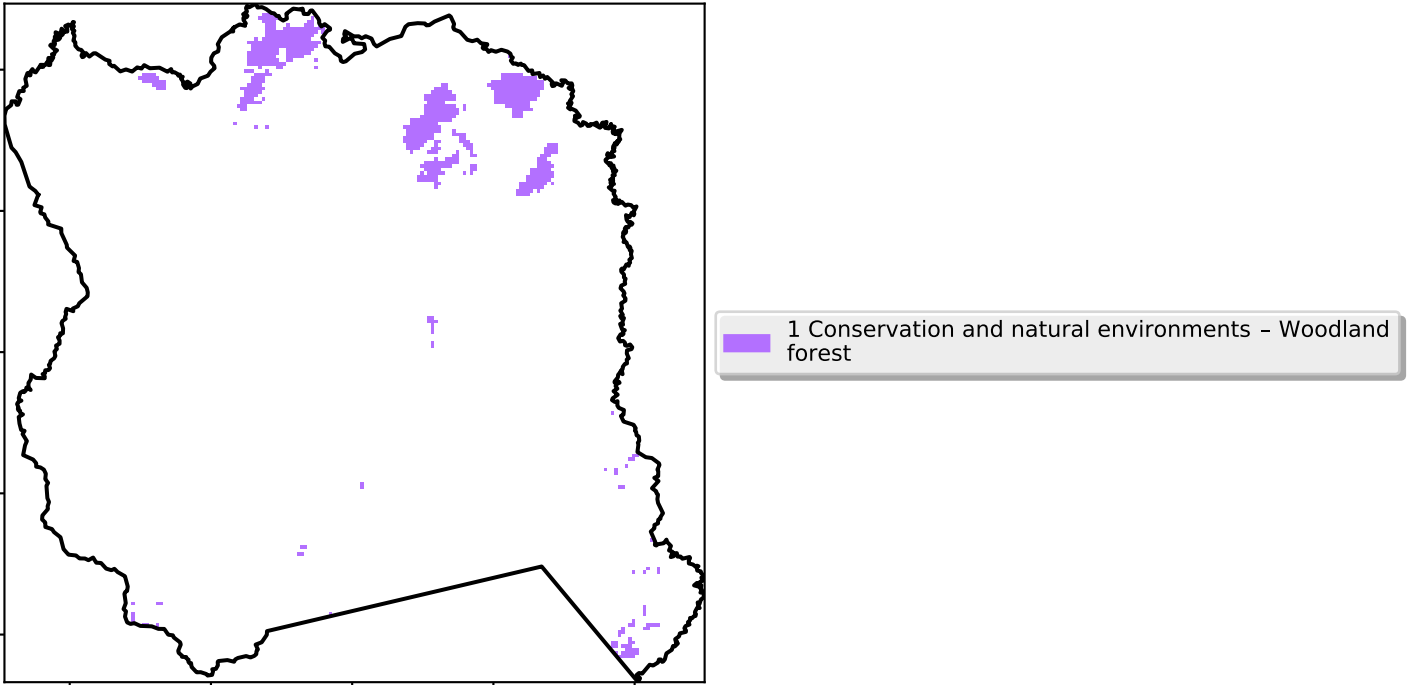 1 Conservation and natural environments – Woodland
forest